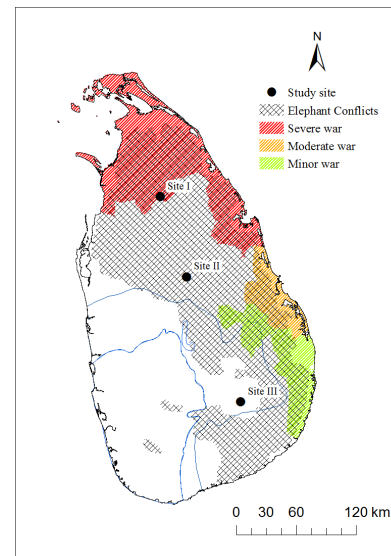 N
Study site
Elephant Conflicts
Severe war
Moderate war
Minor war
Site I
Site II
Site III
0 30 60 120 km